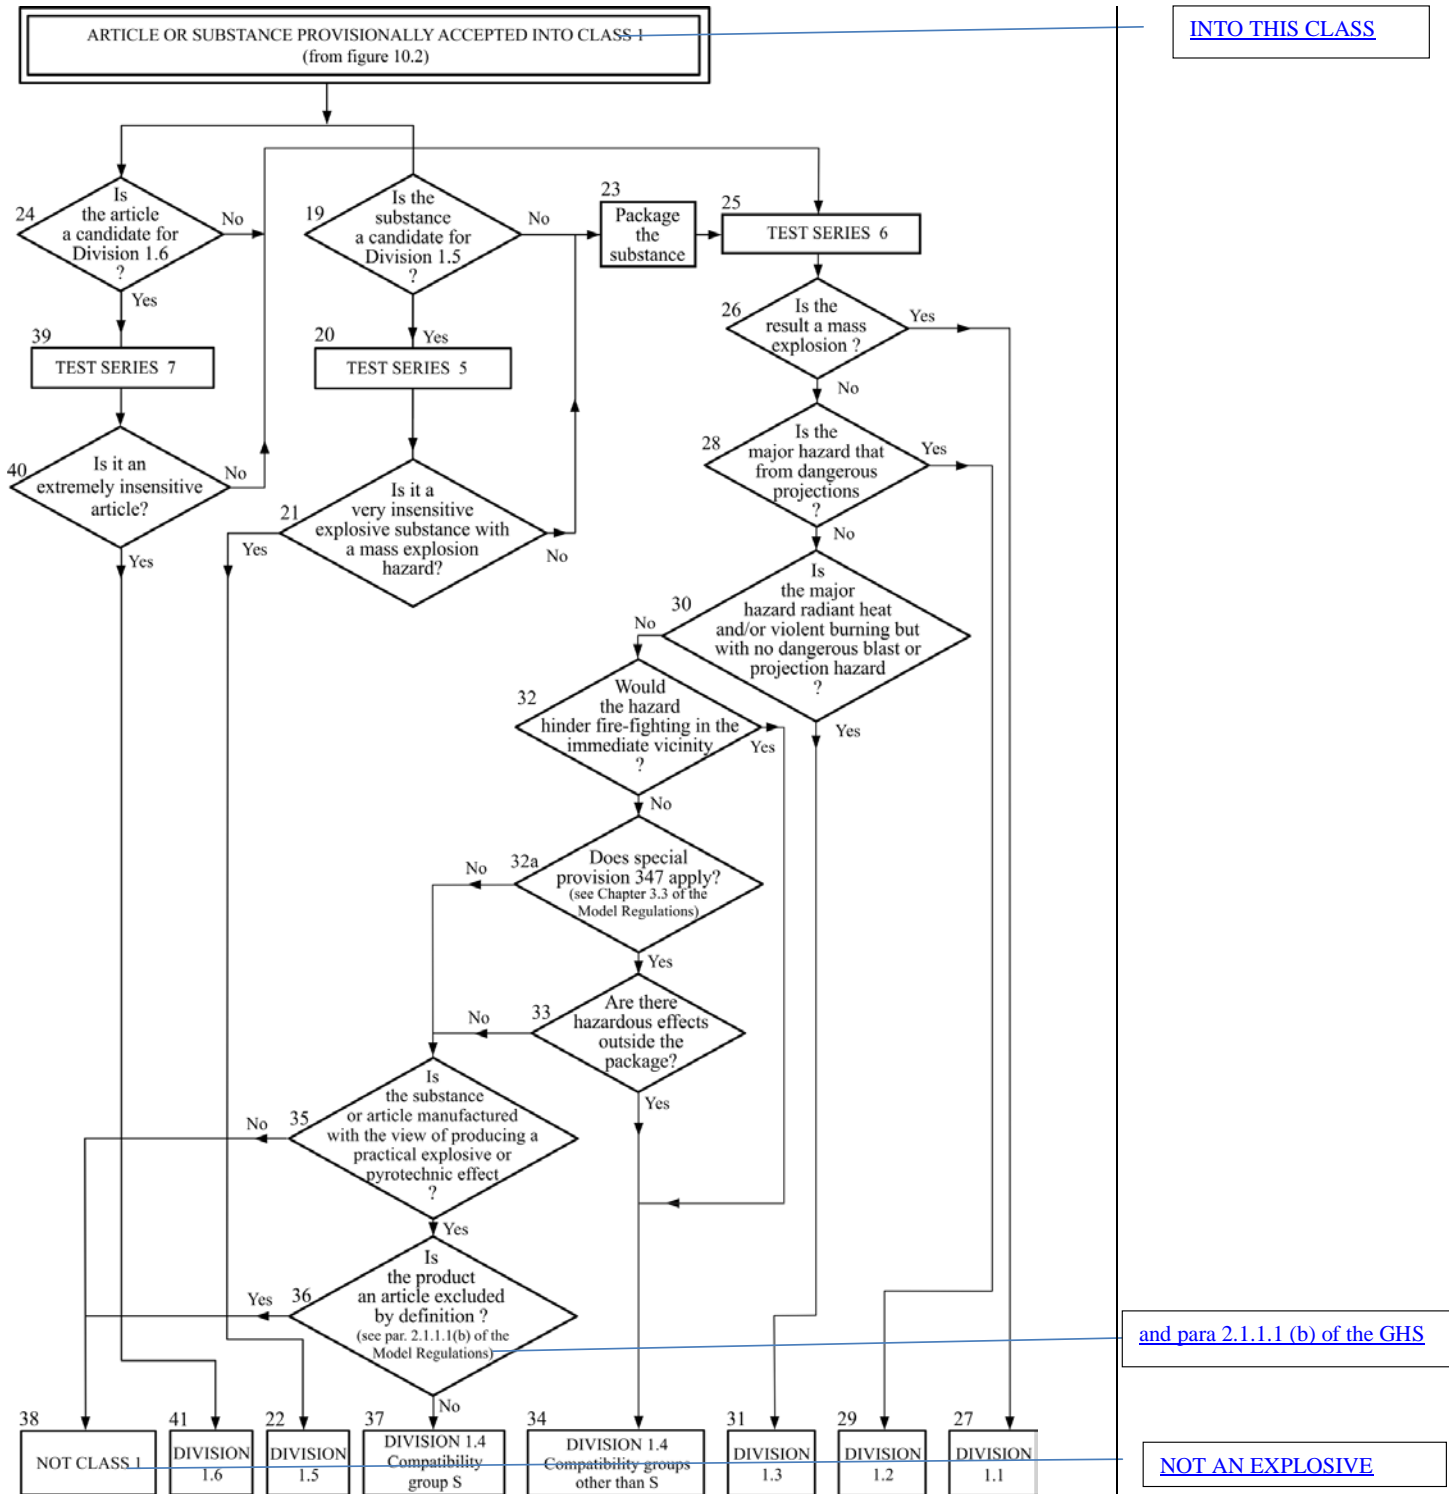 ARTICLE OR SUBSTANCE PROVISIONALLY ACCEPTED INTO CLASS 1
(from figure 10.2)
INTO THIS CLASS
24
Is
the article
a candidate for
Division 1.6
?
No
Yes
19
Is the
substance
a candidate for
Division 1.5
?
No
Yes
23
Package
the
substance
25
TEST SERIES 6
39
TEST SERIES 7
20
TEST SERIES 5
26
Is the
result a mass
explosion ?
Yes
No
40
Is it an
extremely insensitive
article?
No
Yes
21
Is it a
very insensitive
explosive substance with
a mass explosion
hazard?
Yes
No
28
Is the
major hazard that
from dangerous
projections
?
Yes
No
30
Is
the major
hazard radiant heat
and/or violent burning but
with no dangerous blast or
projection hazard
?
No
Yes
32
Would
the hazard
hinder fire-fighting in the
immediate vicinity
?
Yes
No
32a
Does special
provision 347 apply?
(see Chapter 3.3 of the
Model Regulations)
No
Yes
33
Are there
hazardous effects
outside the
package?
No
Yes
35
Is
the substance
or article manufactured
with the view of producing a
practical explosive or
pyrotechnic effect
?
No
Yes
36
Is
the product
an article excluded
by definition ?
(see par. 2.1.1.1(b) of the
Model Regulations)
Yes
No
and para 2.1.1.1 (b) of the GHS
38
NOT CLASS 1
41
DIVISION
1.6
22
DIVISION
1.5
37
DIVISION 1.4
Compatibility
group S
34
DIVISION 1.4
Compatibility groups
other than S
31
DIVISION
1.3
29
DIVISION
1.2
27
DIVISION
1.1
NOT AN EXPLOSIVE